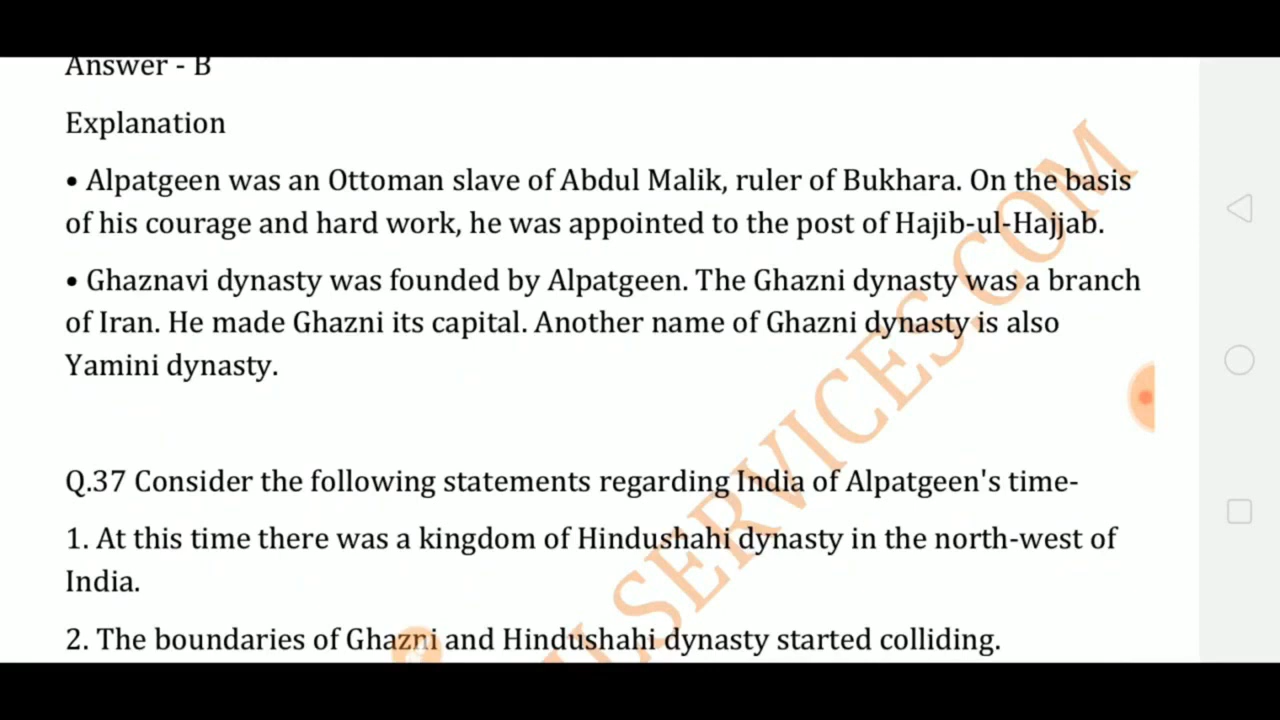 Answer - B
Explanation
• Alpatgeen was an Ottoman slave of Abdul Malik, ruler of Bukhara. On the basis
of his courage and hard work, he was appointed to the post of Hajib-ul-Hajjab.
• Ghaznavi dynasty was founded by Alpatgeen. The Ghazni dynasty was a branch
of Iran. He made Ghazni its capital. Another name of Ghazni dynasty is also
Yamini dynasty.
Q.37 Consider the following statements regarding India of Alpatgeen's time-
1. At this time there was a kingdom of Hindushahi dynasty in the north-west of
India.
2. The boundaries of Ghazni and Hindushahi dynasty started colliding.
SERVICES.COM